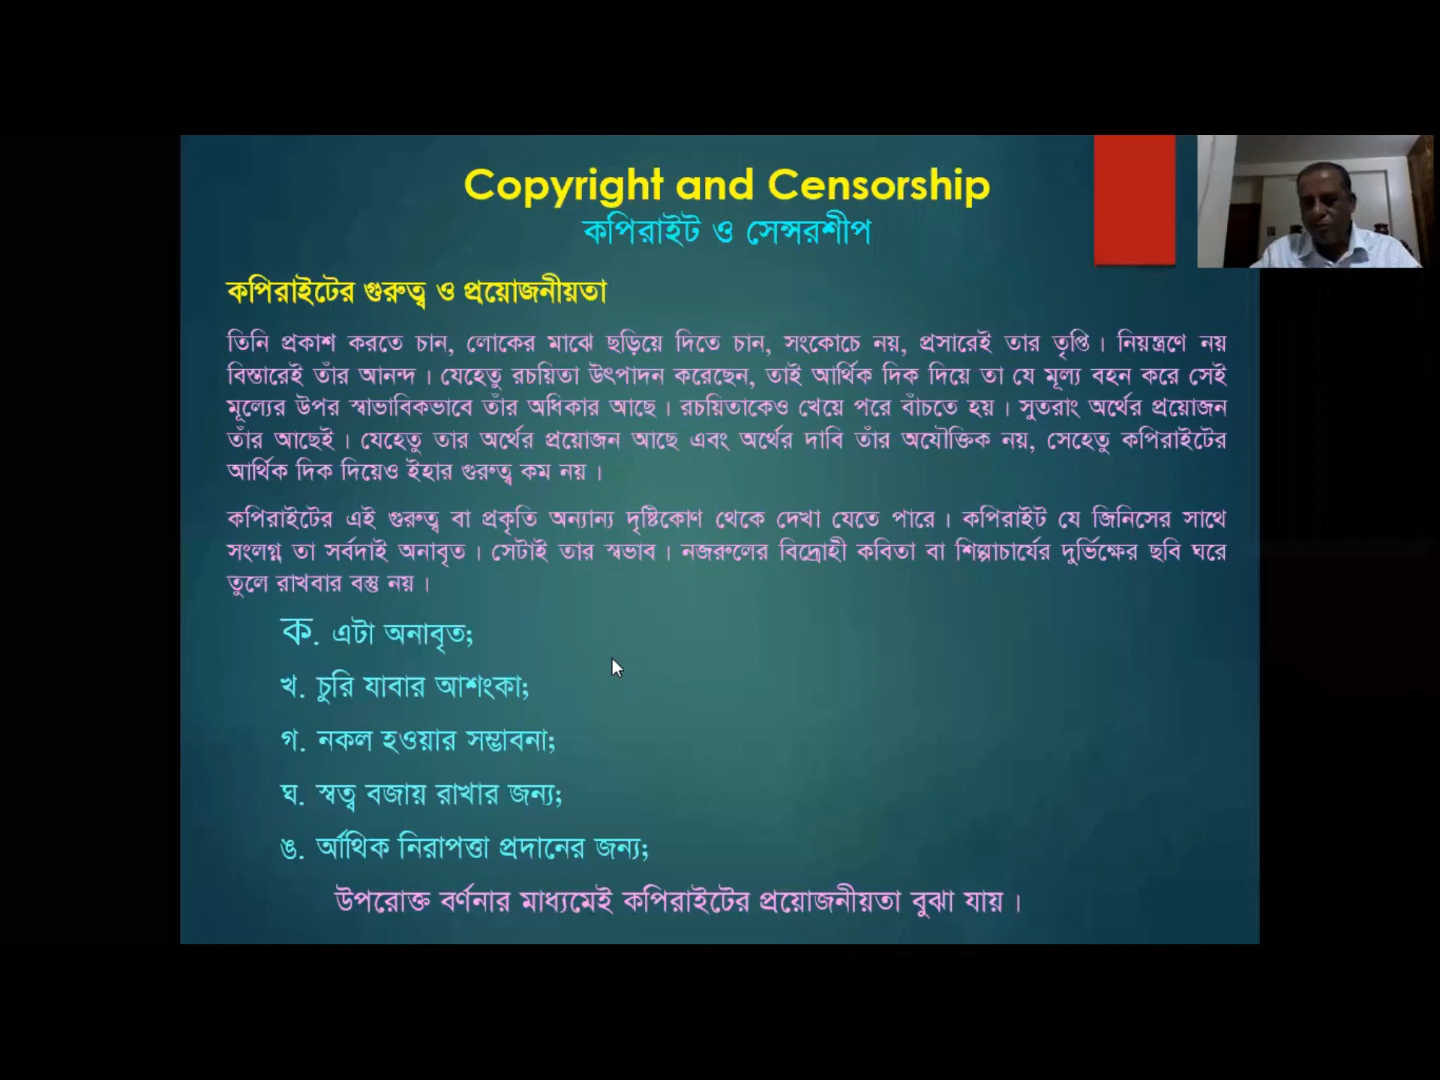 Copyright and Censorship
কপিরাইট ও সেন্সরশীপ
কপিরাইটের গুরুত্ব ও প্রয়োজনীয়তা
তিনি প্রকাশ করতে চান, লোকের মাঝে ছড়িয়ে দিতে চান, সংকোচে নয়, প্রসারেই তার তৃপ্তি। নিয়ন্ত্রণে নয়
বিস্তারেই তাঁর আনন্দ। যেহেতু রচয়িতা উৎপাদন করেছেন, তাই আর্থিক দিক দিয়ে তা যে মূল্য বহন করে সেই
মূল্যের উপর স্বাভাবিকভাবে তাঁর অধিকার আছে। রচয়িতাকেও খেয়ে পরে বাঁচতে হয়। সুতরাং অর্থের প্রয়োজন
তাঁর আছেই। যেহেতু তার অর্থের প্রয়োজন আছে এবং অর্থের দাবি তাঁর অযৌক্তিক নয়, সেহেতু কপিরাইটের
আর্থিক দিক দিয়েও ইহার গুরুত্ব কম নয়।
কপিরাইটের এই গুরুত্ব বা প্রকৃতি অন্যান্য দৃষ্টিকোণ থেকে দেখা যেতে পারে। কপিরাইট যে জিনিসের সাথে
সংলগ্ন তা সর্বদাই অনাবৃত। সেটাই তার স্বভাব। নজরুলের বিদ্রোহী কবিতা বা শিল্পাচার্যের দুর্ভিক্ষের ছবি ঘরে
তুলে রাখবার বস্তু নয়।
ক. এটা অনাবৃত;
খ. চুরি যাবার আশংকা;
গ. নকল হওয়ার সম্ভাবনা;
ঘ. স্বত্ব বজায় রাখার জন্য;
ঙ. আর্থিক নিরাপত্তা প্রদানের জন্য;
উপরোক্ত বর্ণনার মাধ্যমেই কপিরাইটের প্রয়োজনীয়তা বুঝা যায়।